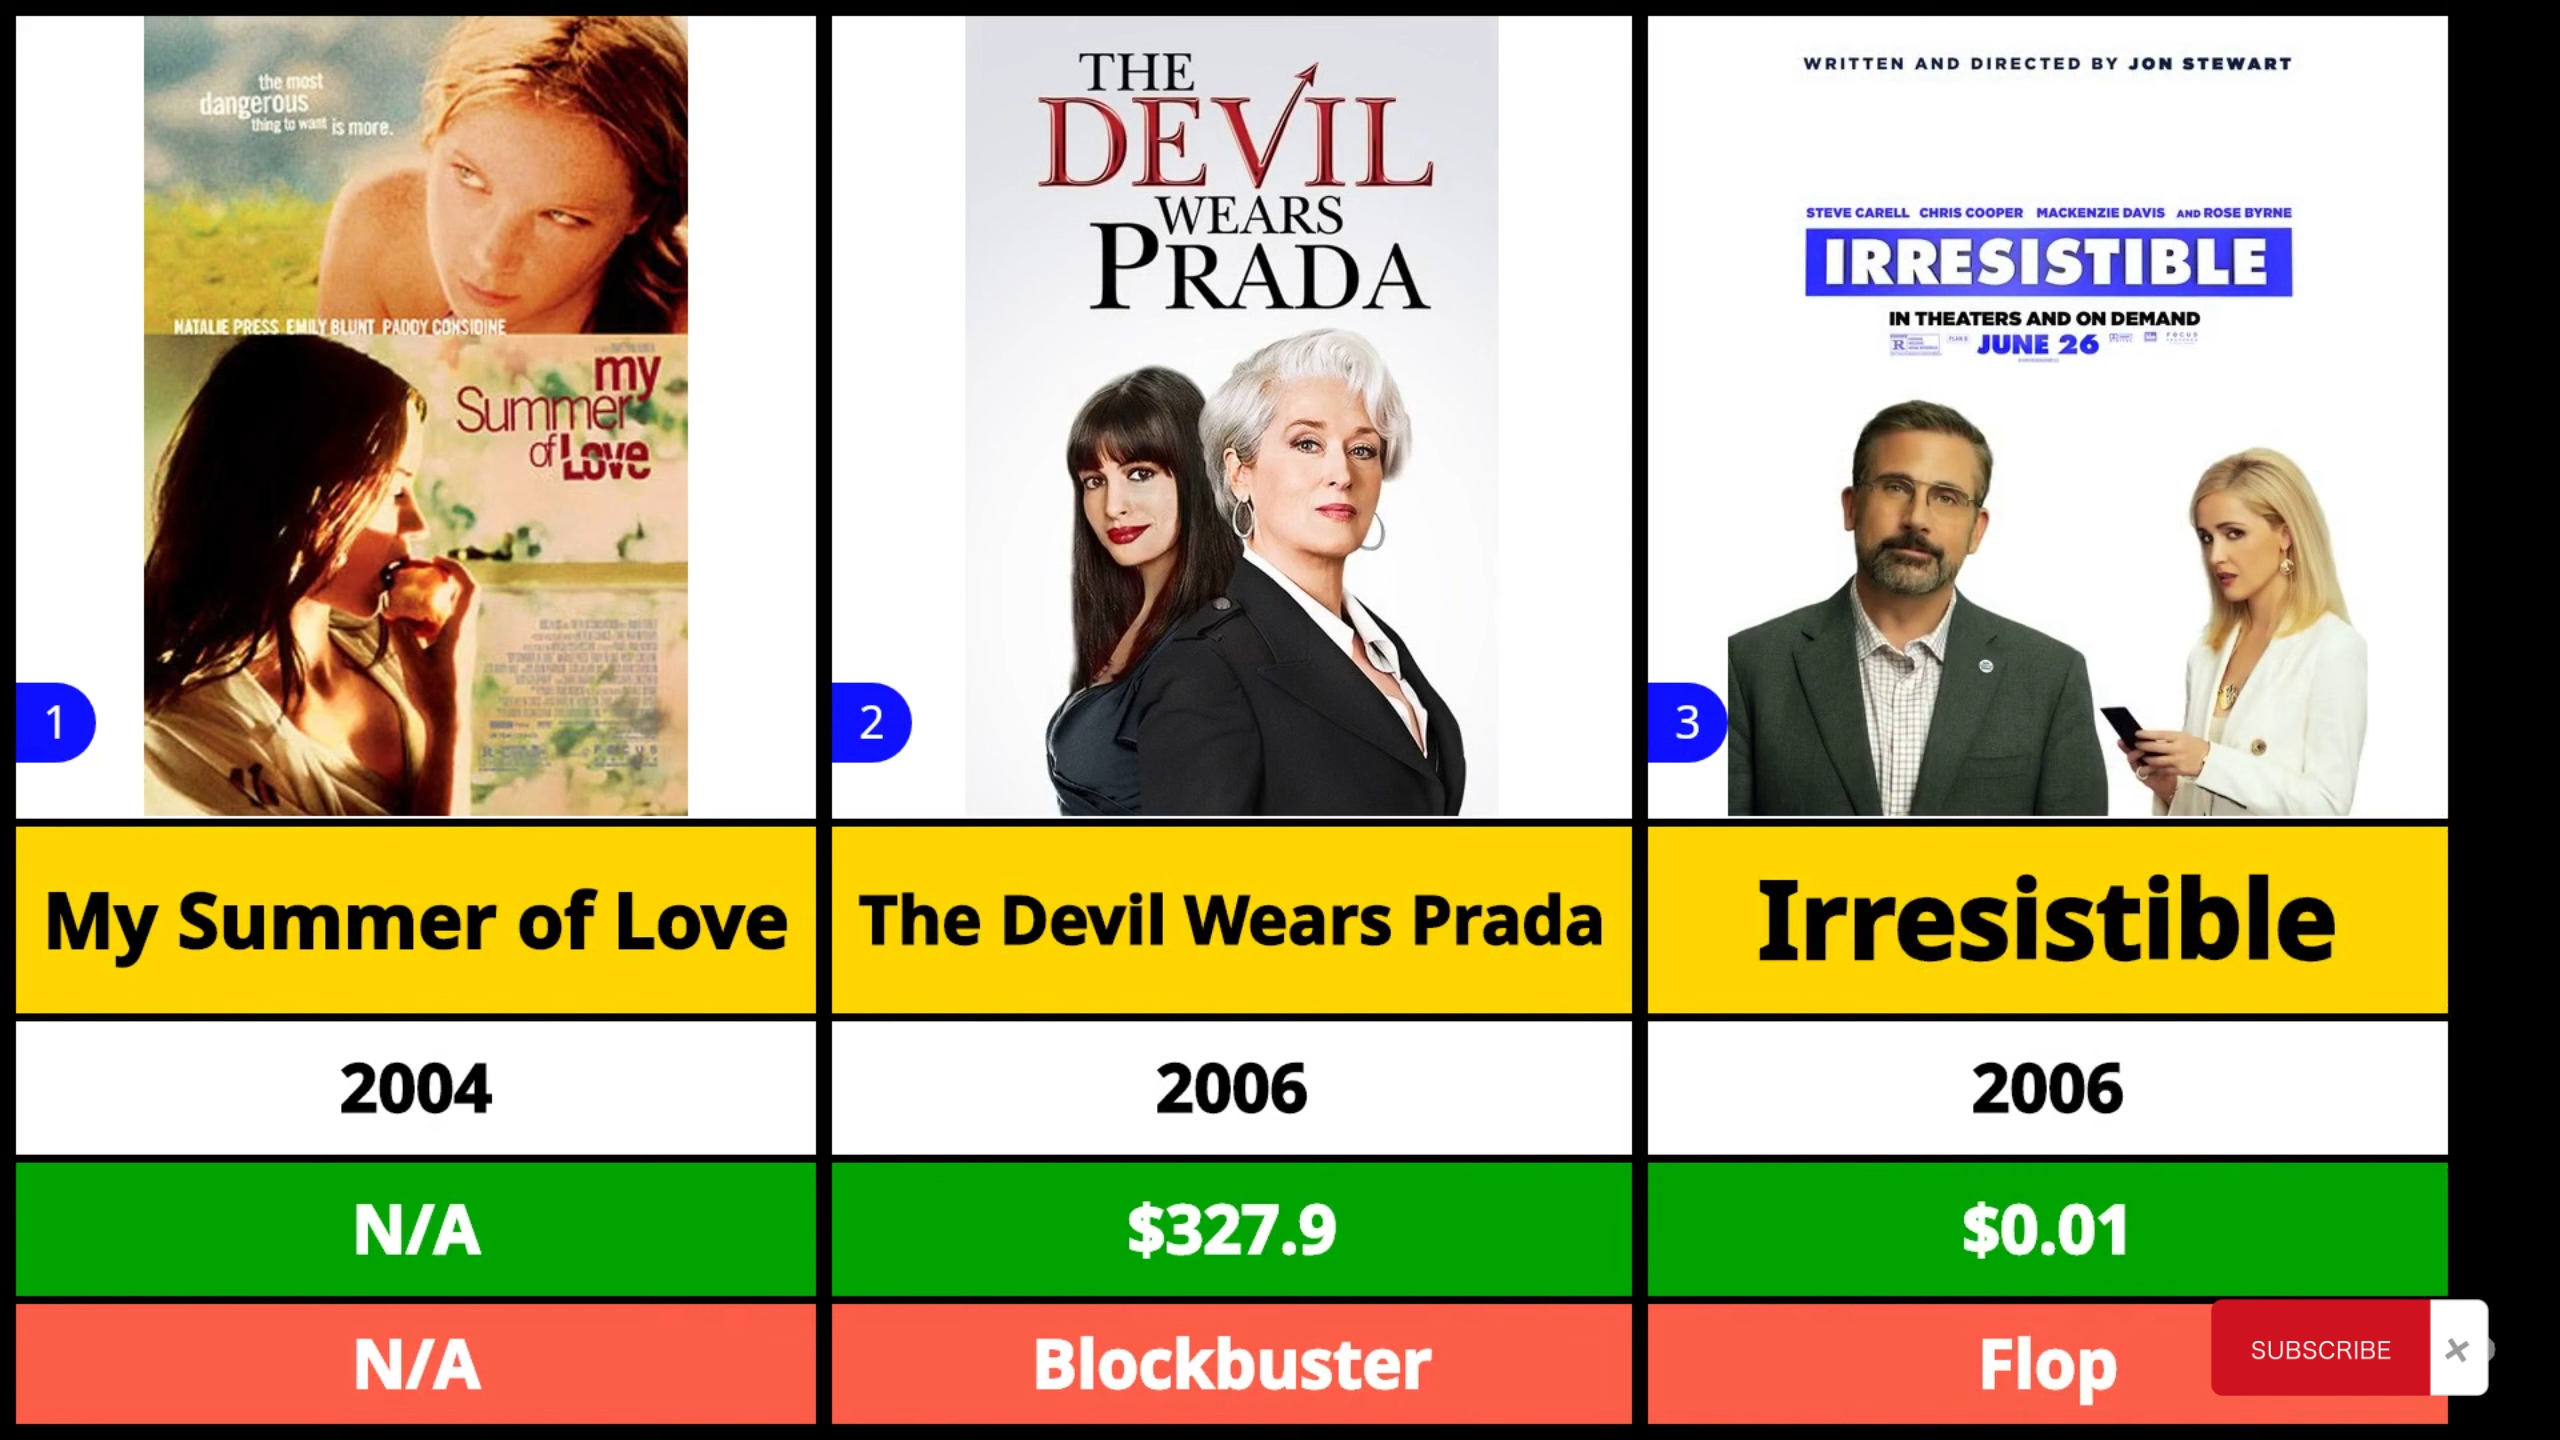 the most
dangerous
thing to want is more.
NATALIE PRESS EMILY BLUNT PADDY CONSIDINE
my
Summer
of Love
1
My Summer of Love
2004
N/A
N/A
THE
DEVIL
WEARS
PRADA
2
The Devil Wears Prada
2006
$327.9
Blockbuster
WRITTEN AND DIRECTED BY JON STEWART
STEVE CARELL CHRIS COOPER MACKENZIE DAVIS AND ROSE BYRNE
IRRESISTIBLE
IN THEATERS AND ON DEMAND
R
JUNE 26
FOCUS
3
Irresistible
2006
$0.01
Flop
SUBSCRIBE